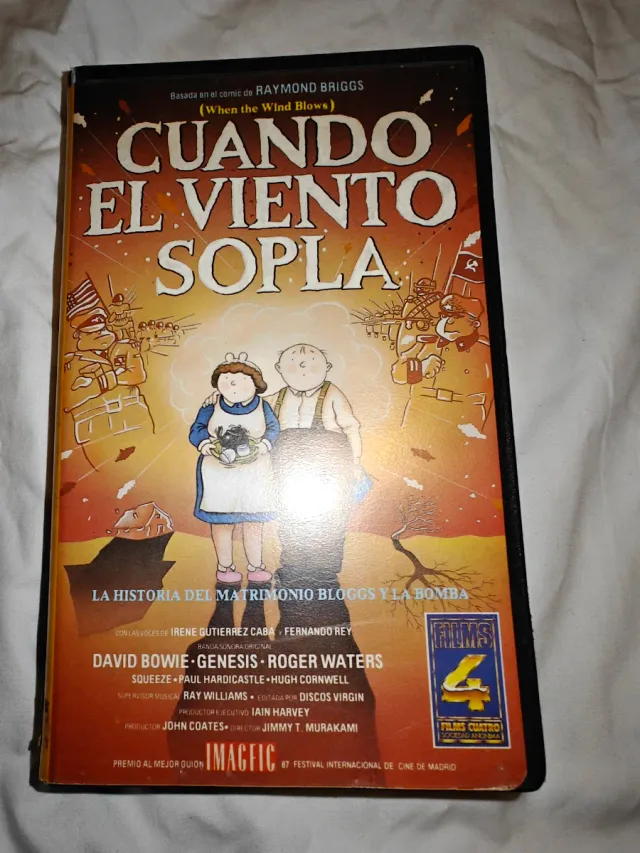 Basada en el comic de RAYMOND BRIGGS
(When the Wind Blows)
CUANDO
EL VIENTO
SOPLA
LA HISTORIA DEL MATRIMONIO BLOGGS Y LA BOMBA
CON LAS VOCES DE IRENE GUTIERREZ CABA Y FERNANDO REY
BANDA SONORA ORIGINAL
DAVID BOWIE • GENESIS • ROGER WATERS
SQUEEZE • PAUL HARDICASTLE • HUGH CORNWELL
SUPERVISOR MUSICAL RAY WILLIAMS • EDITADA POR DISCOS VIRGIN
PRODUCTOR EJECUTIVO IAIN HARVEY
PRODUCTOR JOHN COATES • DIRECTOR JIMMY T. MURAKAMI
PREMIO AL MEJOR GUION IMAGFIC 87 FESTIVAL INTERNACIONAL DE CINE DE MADRID
FILMS
4
FILMS CUATRO
SOCIEDAD ANONIMA